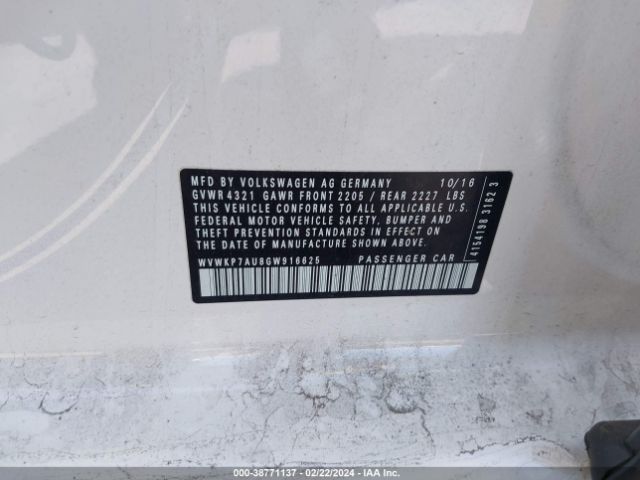 MFD BY VOLKSWAGEN AG GERMANY 10/16
GVWR 4321 GAWR FRONT 2205 / REAR 2227 LBS
THIS VEHICLE CONFORMS TO ALL APPLICABLE U.S.
FEDERAL MOTOR VEHICLE SAFETY, BUMPER AND
THEFT PREVENTION STANDARDS IN EFFECT ON
THE DATE OF MANUFACTURE SHOWN ABOVE.
WVWKP7AU8GW916625 PASSENGER CAR
4154198 3162 3
000-38771137 - 02/22/2024 - IAA Inc.